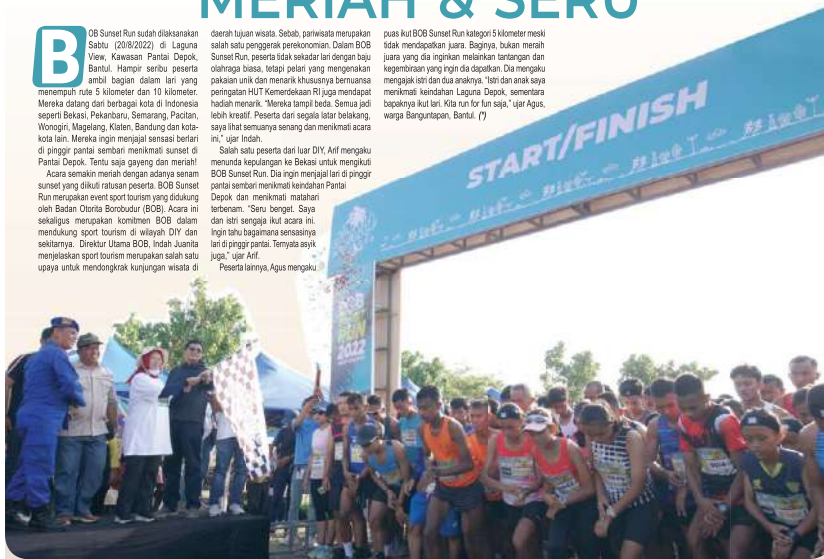 MERIAH & SERU
BOB Sunset Run sudah dilaksanakan
Sabtu (20/8/2022) di Laguna
View, Kawasan Pantai Depok,
Bantul. Hampir seribu peserta
ambil bagian dalam lari yang
menempuh rute 5 kilometer dan 10 kilometer.
Mereka datang dari berbagai kota di Indonesia
seperti Bekasi, Pekanbaru, Semarang, Pacitan,
Wonogiri, Magelang, Klaten, Bandung dan kota-
kota lain. Mereka ingin menjajal sensasi berlari
di pinggir pantai sembari menikmati sunset di
Pantai Depok. Tentu saja gayeng dan meriah!
Acara semakin meriah dengan adanya senam
sunset yang diikuti ratusan peserta. BOB Sunset
Run merupakan event sport tourism yang didukung
oleh Badan Otorita Borobudur (BOB). Acara ini
sekaligus merupakan komitmen BOB dalam
mendukung sport tourism di wilayah DIY dan
sekitarnya. Direktur Utama BOB, Indah Juanita
menjelaskan sport tourism merupakan salah satu
upaya untuk mendongkrak kunjungan wisata di
daerah tujuan wisata. Sebab, pariwisata merupakan
salah satu penggerak perekonomian. Dalam BOB
Sunset Run, peserta tidak sekadar lari dengan baju
olahraga biasa, tetapi pelari yang mengenakan
pakaian unik dan menarik khususnya bernuansa
peringatan HUT Kemerdekaan RI juga mendapat
hadiah menarik. “Mereka tampil beda. Semua jadi
lebih kreatif. Peserta dari segala latar belakang,
saya lihat semuanya senang dan menikmati acara
ini,” ujar Indah.
Salah satu peserta dari luar DIY, Arif mengaku
menunda kepulangan ke Bekasi untuk mengikuti
BOB Sunset Run. Dia ingin menjajal lari di pinggir
pantai sembari menikmati keindahan Pantai
Depok dan menikmati matahari
terbenam. “Seru benget. Saya
dan istri sengaja ikut acara ini.
Ingin tahu bagaimana sensasinya
lari di pinggir pantai. Ternyata asyik
juga,” ujar Arif.
Peserta lainnya, Agus mengaku
puas ikut BOB Sunset Run kategori 5 kilometer meski
tidak mendapatkan juara. Baginya, bukan meraih
juara yang dia inginkan melainkan tantangan dan
kegembiraan yang ingin dia dapatkan. Dia mengaku
mengajak istri dan dua anaknya. “Istri dan anak saya
menikmati keindahan Laguna Depok, sementara
bapaknya ikut lari. Kita run for fun saja,” ujar Agus,
warga Banguntapan, Bantul. (*)
START/FINISH
BOB
RUN
2022